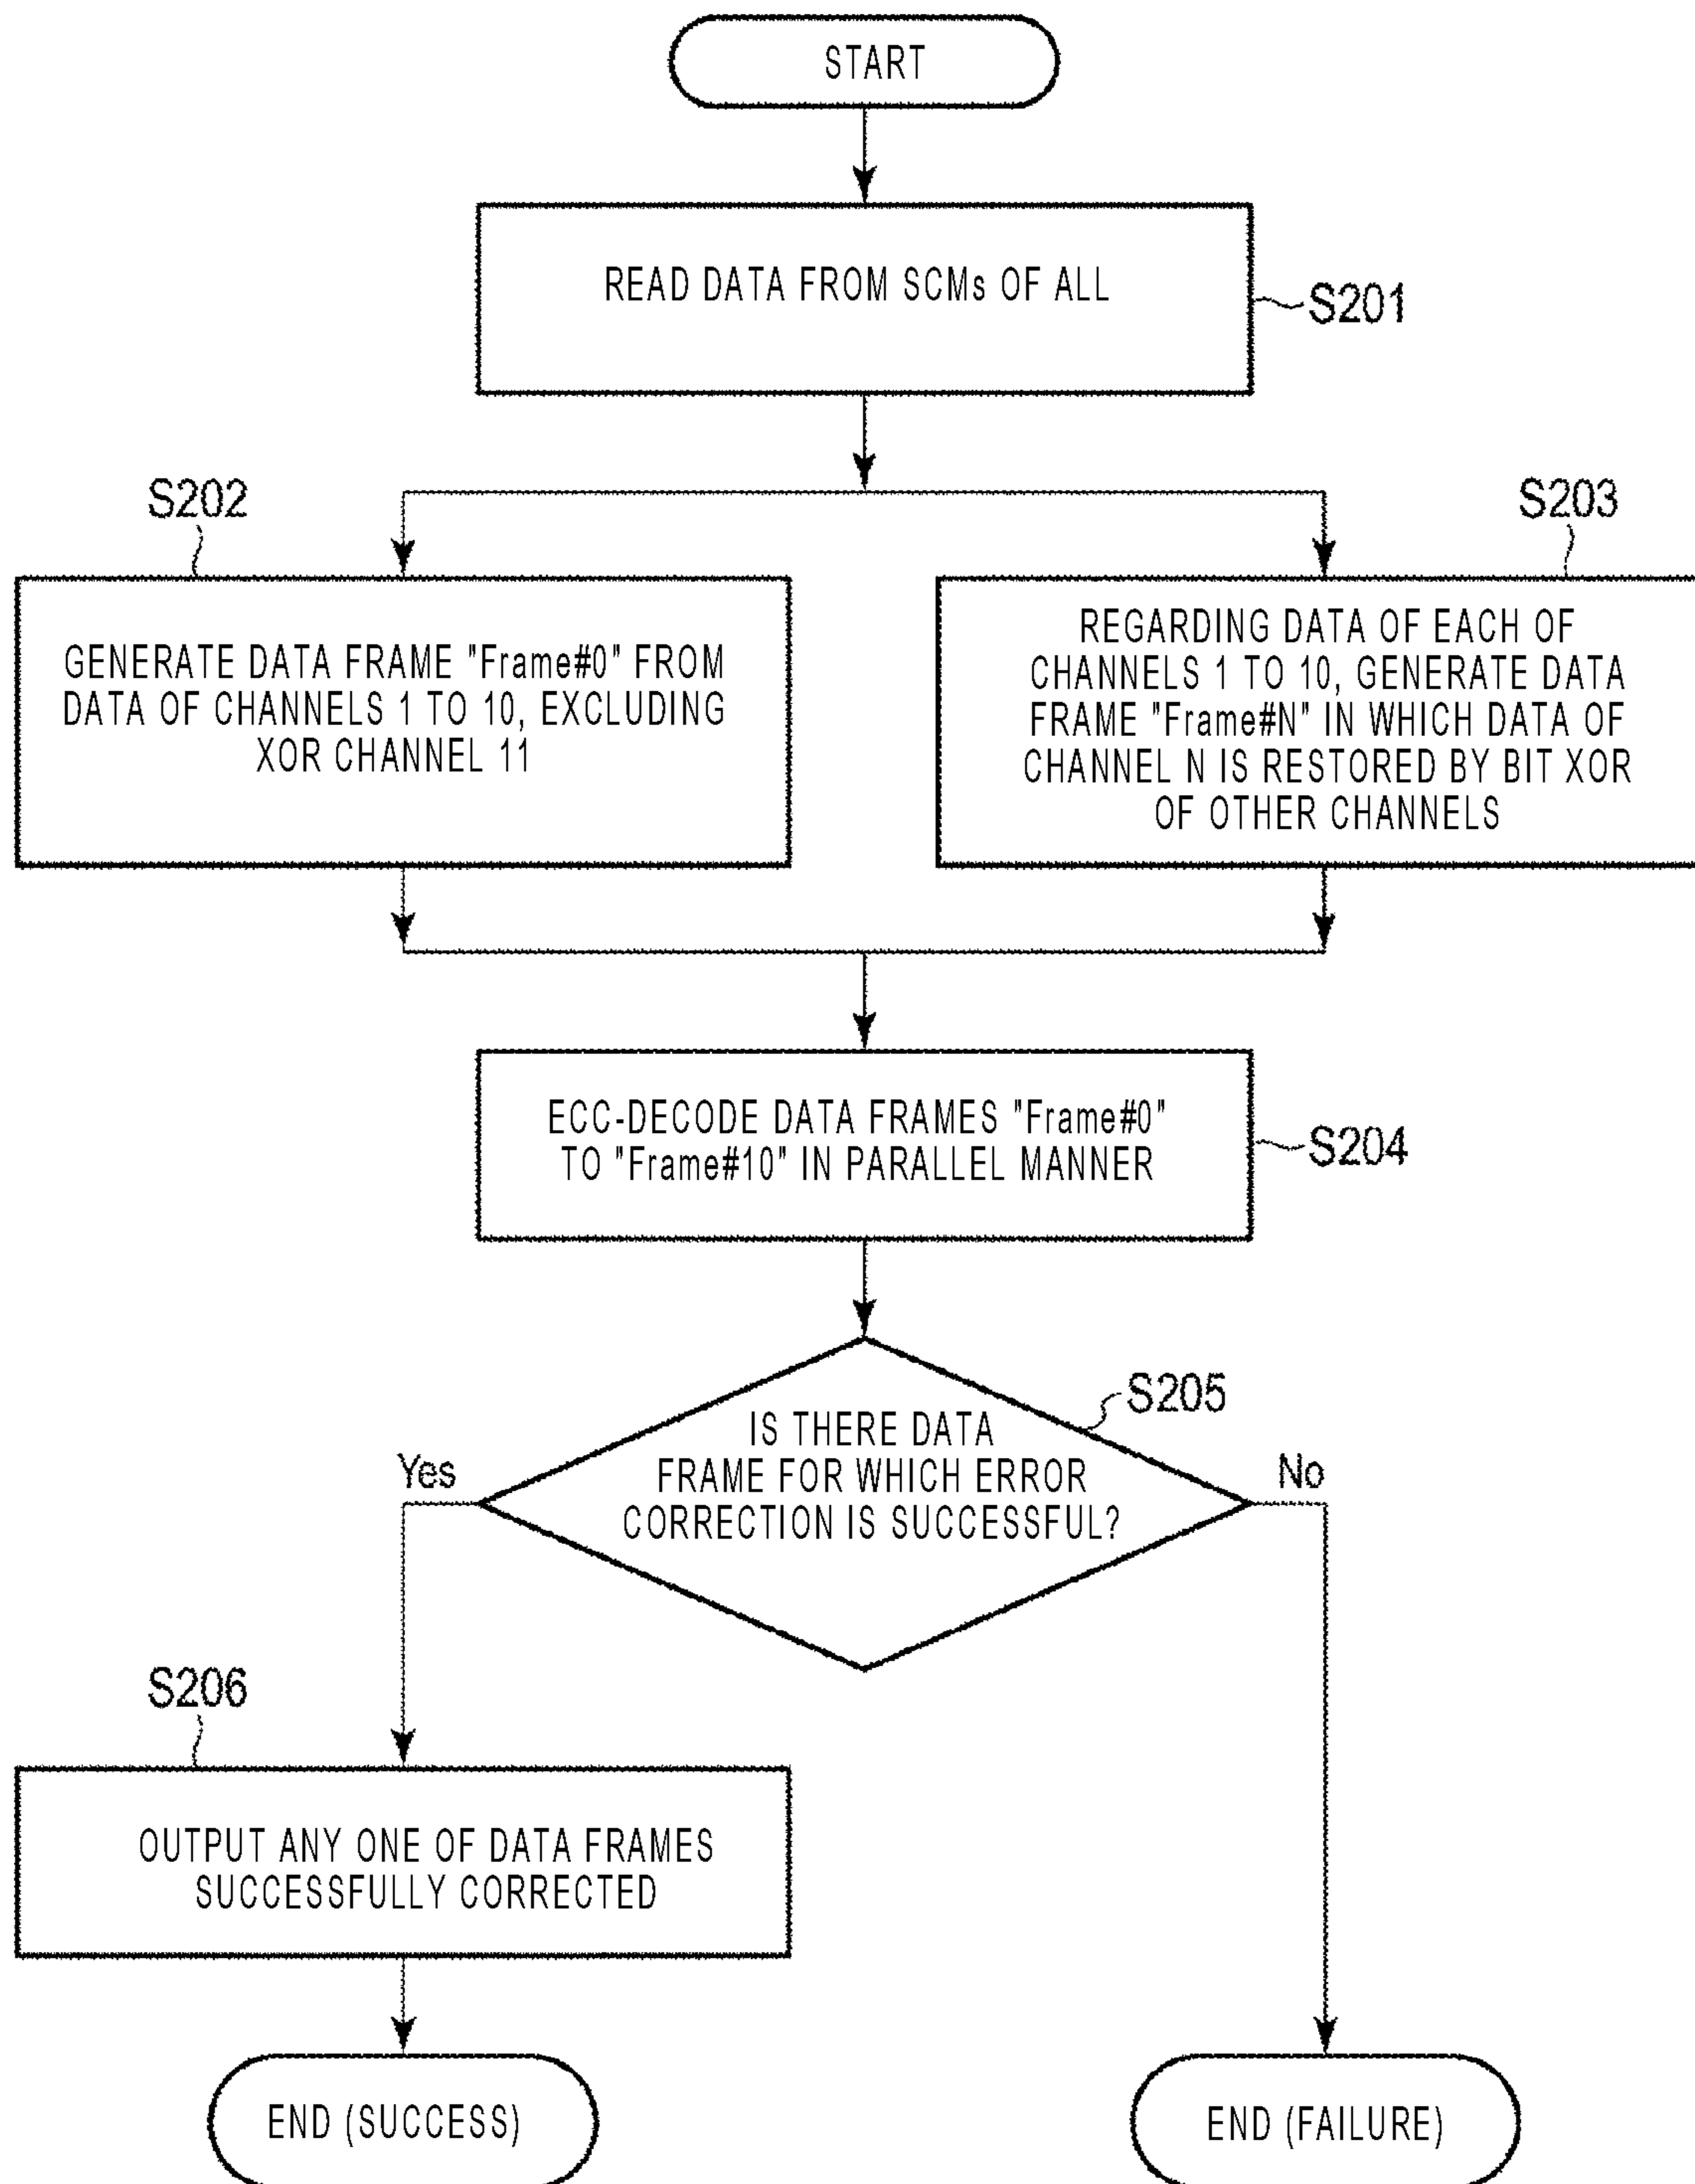 START
READ DATA FROM SCMs OF ALL
S201
S202
S203
GENERATE DATA FRAME "Frame#0" FROM
DATA OF CHANNELS 1 TO 10, EXCLUDING
XOR CHANNEL 11
REGARDING DATA OF EACH OF
CHANNELS 1 TO 10, GENERATE DATA
FRAME "Frame#N" IN WHICH DATA OF
CHANNEL N IS RESTORED BY BIT XOR
OF OTHER CHANNELS
ECC-DECODE DATA FRAMES "Frame#0"
TO "Frame#10" IN PARALLEL MANNER
S204
S205
IS THERE DATA
FRAME FOR WHICH ERROR
CORRECTION IS SUCCESSFUL?
Yes
No
S206
OUTPUT ANY ONE OF DATA FRAMES
SUCCESSFULLY CORRECTED
END (SUCCESS)
END (FAILURE)